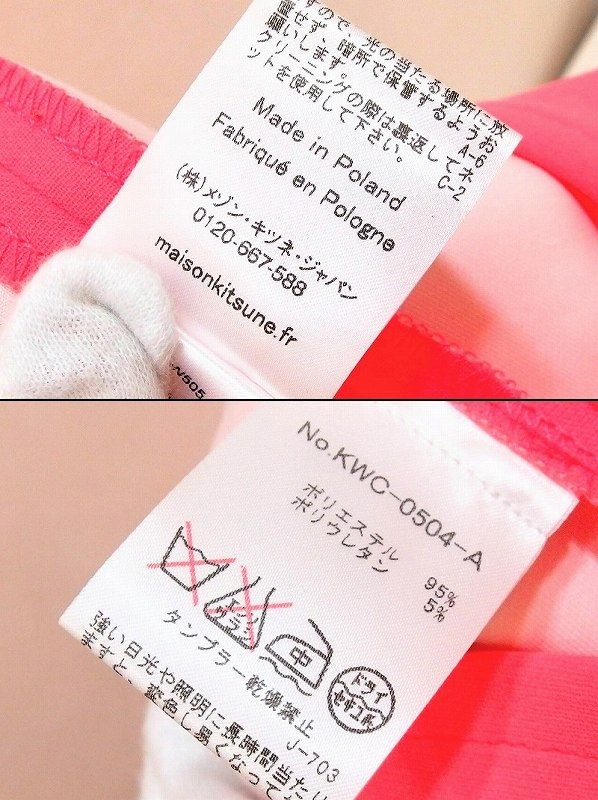 すので、光の当たる場所に放
置せず、暗所で保管するようお
願いします。 A-6
クリーニングの際は裏返してネ
ットを使用して下さい。 C-2
Made in Poland
Fabriqué en Pologne
(株)メゾン・キツネ・ジャパン
0120-667-588
maisonkitsune.fr
No.KWC-0504-A
ポリエステル 95%
ポリウレタン 5%
エンソ
サラシ
中
ドライ
セキユ系
タンブラー乾燥禁止
J-703
強い日光や照明に長時間当たり
ますと、変色し易くなって